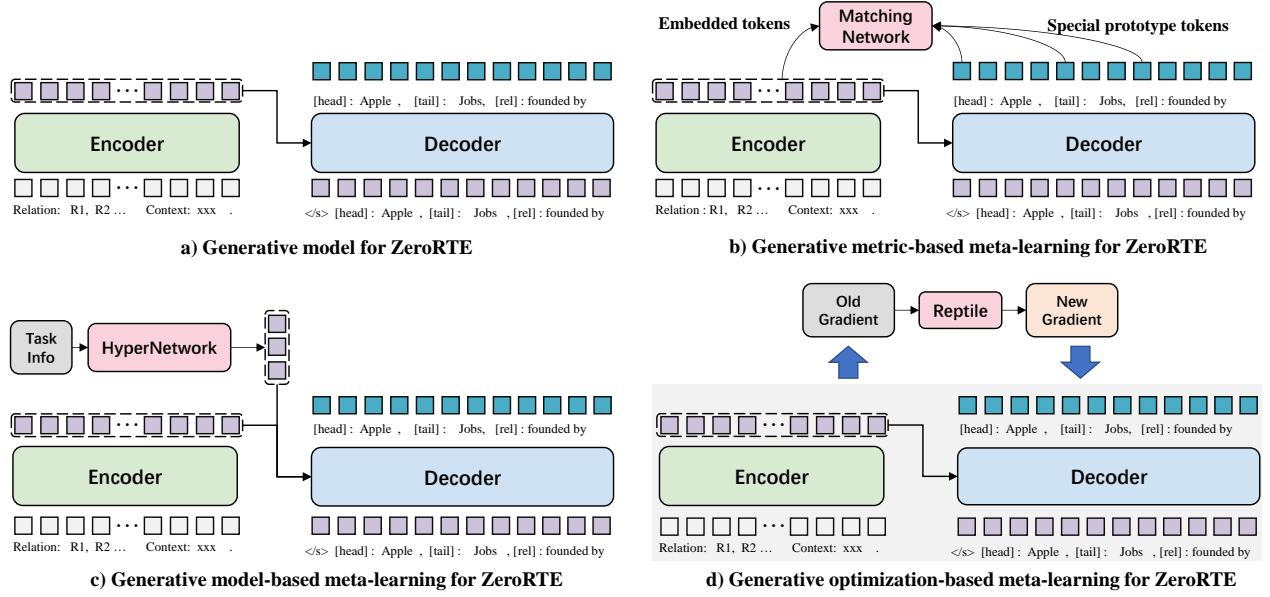 Embedded tokens
Matching
Network
Special prototype tokens
[head] : Apple , [tail] : Jobs, [rel] : founded by
Encoder
Decoder
Relation: R1, R2 ... Context: xxx .
</s> [head] : Apple , [tail] : Jobs , [rel] : founded by
a) Generative model for ZeroRTE
[head] : Apple , [tail] : Jobs, [rel] : founded by
Encoder
Decoder
Relation : R1, R2 ... Context: xxx .
</s> [head] : Apple , [tail] : Jobs , [rel] : founded by
b) Generative metric-based meta-learning for ZeroRTE
Task
Info
HyperNetwork
[head] : Apple , [tail] : Jobs, [rel] : founded by
Encoder
Decoder
Relation: R1, R2 ... Context: xxx .
</s> [head] : Apple , [tail] : Jobs , [rel] : founded by
c) Generative model-based meta-learning for ZeroRTE
Old
Gradient
Reptile
New
Gradient
[head] : Apple , [tail] : Jobs, [rel] : founded by
Encoder
Decoder
Relation: R1, R2 ... Context: xxx .
</s> [head] : Apple , [tail] : Jobs , [rel] : founded by
d) Generative optimization-based meta-learning for ZeroRTE